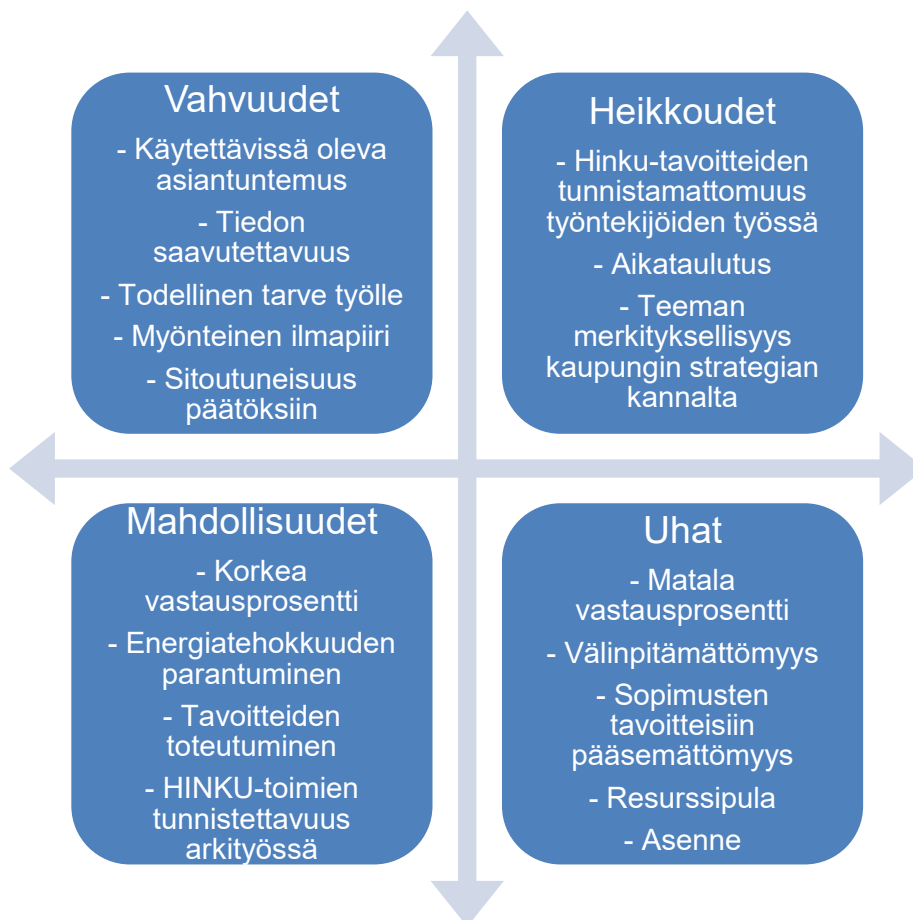 Vahvuudet
- Käytettävissä oleva
asiantuntemus
- Tiedon
saavutettavuus
- Todellinen tarve työlle
- Myönteinen ilmapiiri
- Sitoutuneisuus
päätöksiin
Heikkoudet
- Hinku-tavoitteiden
tunnistamattomuus
työntekijöiden työssä
- Aikataulutus
- Teeman
merkityksellisyys
kaupungin strategian
kannalta
Mahdollisuudet
- Korkea
vastausprosentti
- Energiatehokkuuden
parantuminen
- Tavoitteiden
toteutuminen
- HINKU-toimien
tunnistettavuus
arkityössä
Uhat
- Matala
vastausprosentti
- Välinpitämättömyys
- Sopimusten
tavoitteisiin
pääsemättömyys
- Resurssipula
- Asenne